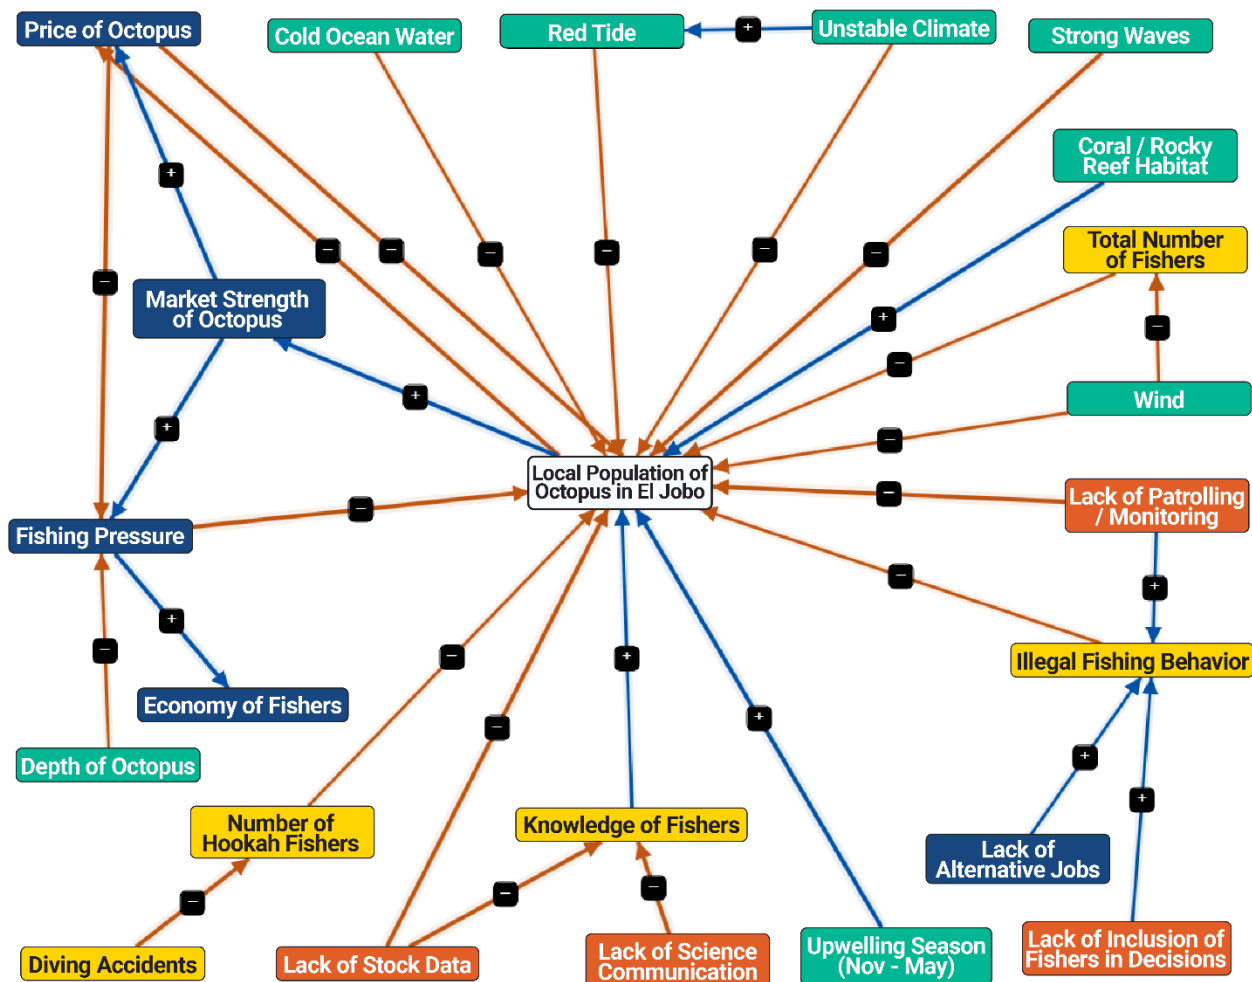 Price of Octopus
Cold Ocean Water
Red Tide
+
Unstable Climate
Strong Waves
Coral / Rocky
Reef Habitat
+
Total Number
of Fishers
−
−
−
−
−
−
−
Market Strength
of Octopus
+
−
−
Wind
+
+
−
Local Population of
Octopus in El Jobo
−
Lack of Patrolling
/ Monitoring
−
Fishing Pressure
−
+
+
−
−
+
Illegal Fishing Behavior
Economy of Fishers
+
−
+
Depth of Octopus
+
Number of
Hookah Fishers
Knowledge of Fishers
Lack of
Alternative Jobs
−
−
−
Diving Accidents
Lack of Stock Data
Lack of Science
Communication
Upwelling Season
(Nov - May)
Lack of Inclusion of
Fishers in Decisions